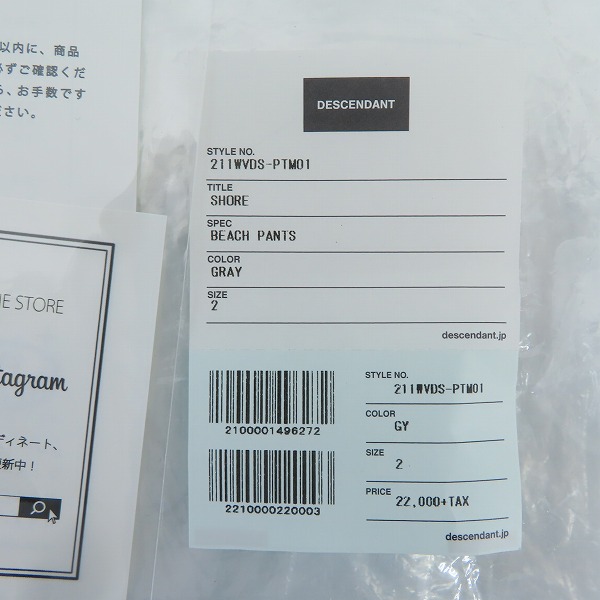 以内に、商品
ずご確認くだ
、お手数です
ださい。
DESCENDANT
STYLE NO.
211WVDS-PTM01
TITLE
SHORE
SPEC
BEACH PANTS
COLOR
GRAY
SIZE
2
descendant.jp
STYLE NO.
211WVDS-PTM01
COLOR
GY
SIZE
2
PRICE
22,000+TAX
descendant.jp
2100001496272
2210000220003
E STORE
tagram
ディネート、
新中！